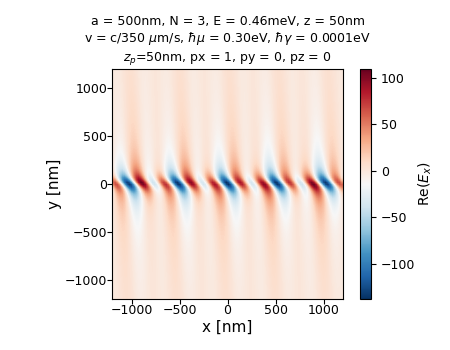 a = 500nm, N = 3, E = 0.46meV, z = 50nm
v = c/350 μm/s, ℏμ = 0.30eV, ℏγ = 0.0001eV
z_p=50nm, px = 1, py = 0, pz = 0
1000
500
0
−500
−1000
y [nm]
−1000 −500 0 500 1000
x [nm]
100
50
0
−50
−100
Re(E_x)